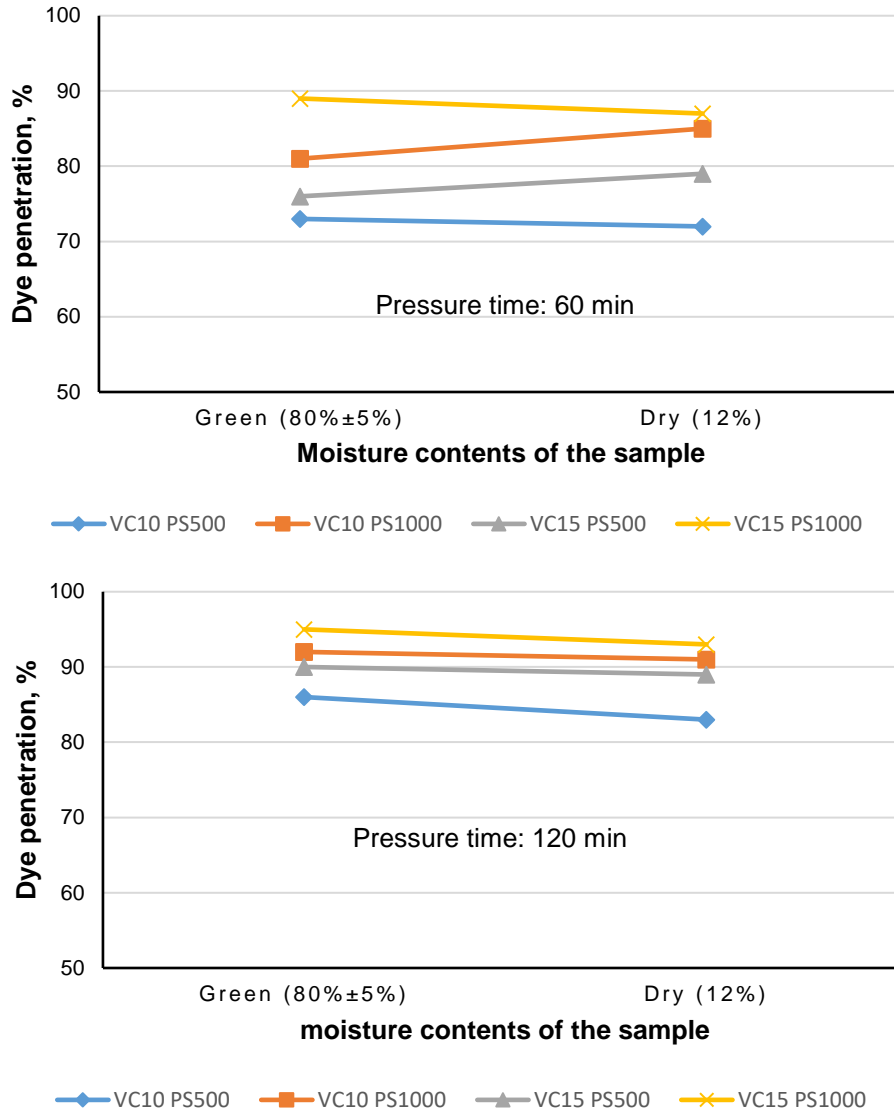 100
90
80
70
60
50
Dye penetration, %
Pressure time: 60 min
Green (80%±5%) Dry (12%)
Moisture contents of the sample
VC10 PS500 VC10 PS1000 VC15 PS500 VC15 PS1000
100
90
80
70
60
50
Dye penetration, %
Pressure time: 120 min
Green (80%±5%) Dry (12%)
moisture contents of the sample
VC10 PS500 VC10 PS1000 VC15 PS500 VC15 PS1000